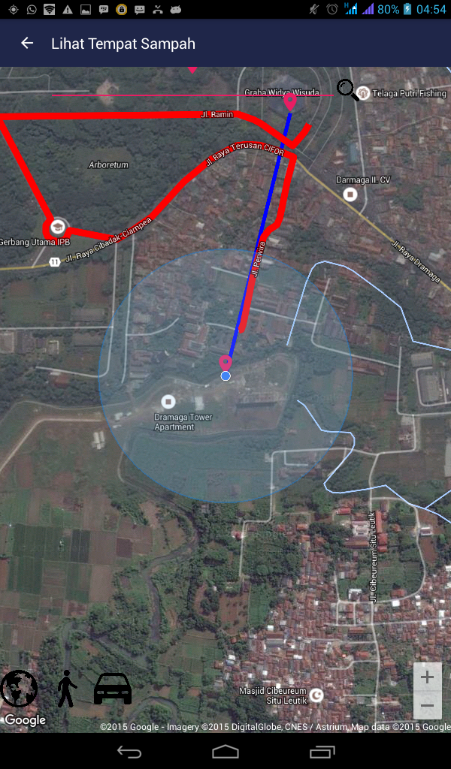 80% 04:54
Lihat Tempat Sampah
Graha Widya Wisuda
Telaga Putri Fishing
Jl. Ramin
Jl. Raya Terusan CIFOR
Arboretum
Darmaga II. CV
Gerbang Utama IPB
Jl. Raya Cibadak-Ciampea
Jl. Raya Dramaga
Jl. Perwira
Dramaga Tower
Apartment
Jl. Cibeureum Situ Leutik
Masjid Cibeureum
Situ Leutik
+
−
Google
©2015 Google - Imagery ©2015 DigitalGlobe, CNES / Astrium, Map data ©2015 Google